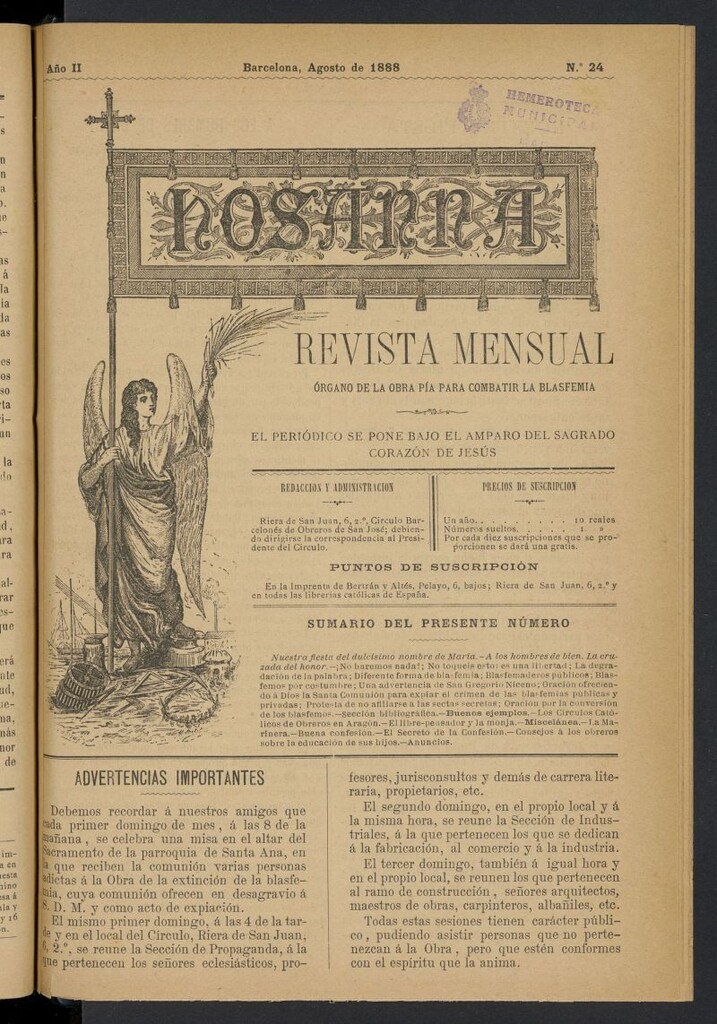 Año II
Barcelona, Agosto de 1888
N.° 24
HEMEROTECA
MUNICIPAL
HOSANNA
REVISTA MENSUAL
ÓRGANO DE LA OBRA PÍA PARA COMBATIR LA BLASFEMIA
EL PERIÓDICO SE PONE BAJO EL AMPARO DEL SAGRADO
CORAZÓN DE JESÚS
REDACCION Y ADMINISTRACION
Riera de San Juan, 6, 2.°, Círculo Bar-
celonés de Obreros de San José; debien-
do dirigirse la correspondencia al Presi-
dente del Círculo.
PRECIOS DE SUSCRIPCION
Un año. . . . . . . . . . 10 reales
Números sueltos. . . . . . 1 »
Por cada diez suscripciones que se pro-
porcionen se dará una gratis.
PUNTOS DE SUSCRIPCIÓN
En la Imprenta de Bertrán y Altés, Pelayo, 6, bajos; Riera de San Juan, 6, 2.° y
en todas las librerías católicas de España.
SUMARIO DEL PRESENTE NÚMERO
Nuestra fiesta del dulcísimo nombre de María.—A los hombres de bien. La cru-
zada del honor.—¡No haremos nada!; No toqueis esto: es una libertad; La degrada-
ción de la palabra; Diferente forma de blasfemia; Blasfemaderos públicos; Blas-
femos por costumbre; Una advertencia de San Gregorio Niceno; Oración ofrecien-
do á Dios la Santa Comunión para expiar el crimen de las blasfemias públicas y
privadas; Protesta de no afiliarse á las sectas secretas; Oración por la conversión
de los blasfemos.—Sección bibliográfica.—Buenos ejemplos.—Los Círculos Cató-
licos de Obreros en Aragón.—El libre-pensador y la monja.—Miscelánea.—La Ma-
rinera.—Buena confesión.—El Secreto de la Confesión.—Consejos á los obreros
sobre la educación de sus hijos.—Anuncios.
ADVERTENCIAS IMPORTANTES
Debemos recordar á nuestros amigos que
cada primer domingo de mes, á las 8 de la
mañana, se celebra una misa en el altar del
Sacramento de la parroquia de Santa Ana, en
la que reciben la comunión varias personas
adictas á la Obra de la extinción de la blasfe-
mia, cuya comunión ofrecen en desagravio á
S. D. M. y como acto de expiación.
El mismo primer domingo, á las 4 de la tar-
de y en el local del Círculo, Riera de San Juan,
6, 2.°, se reune la Sección de Propaganda, á la
que pertenecen los señores eclesiásticos, pro-
fesores, jurisconsultos y demás de carrera lite-
raria, propietarios, etc.
El segundo domingo, en el propio local y á
la misma hora, se reune la Sección de Indus-
triales, á la que pertenecen los que se dedican
á la fabricación, al comercio y á la industria.
El tercer domingo, también á igual hora y
en el propio local, se reunen los que pertenecen
al ramo de construcción, señores arquitectos,
maestros de obras, carpinteros, albañiles, etc.
Todas estas sesiones tienen carácter públi-
co, pudiendo asistir personas que no perte-
nezcan á la Obra, pero que estén conformes
con el espíritu que la anima.